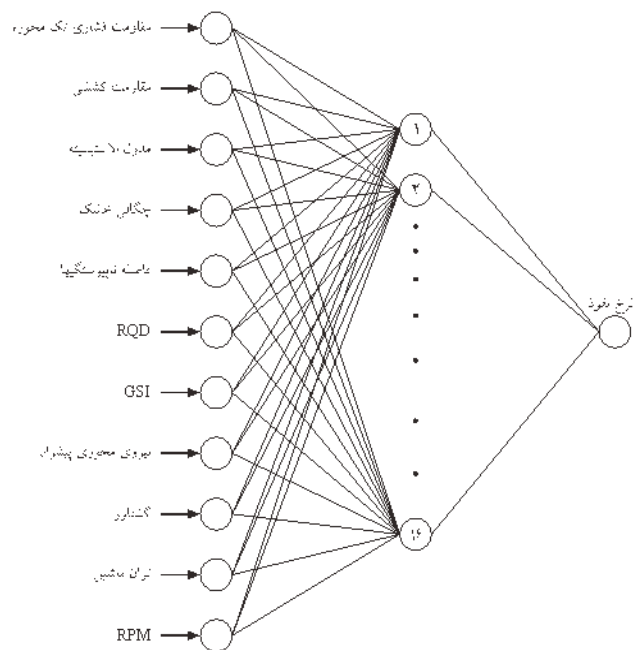 مقاومت فشاری تک محوره
مقاومت کششی
مدول الاستیسیته
چگالی خشک
فاصله ناپیوستگیها
RQD
GSI
نیروی محوری پیشران
گشتاور
توان ماشین
RPM
۱
۲
۱۶
نرخ نفوذ